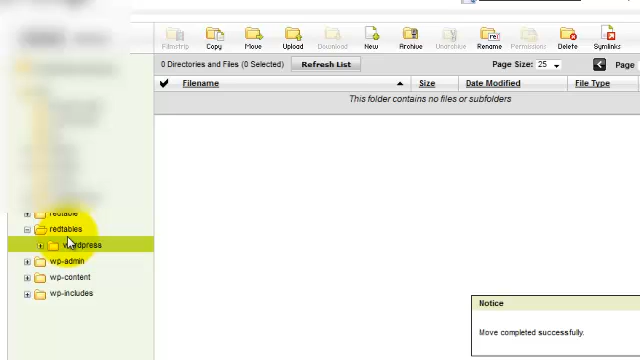 Filmstrip Copy Move Upload Download New Archive Unarchive Rename Permissions Delete Symlinks
0 Directories and Files (0 Selected) Refresh List Page Size: 25 Page
Filename Size Date Modified File Type
This folder contains no files or subfolders
redtable
redtables
wordpress
wp-admin
wp-content
wp-includes
Notice
Move completed successfully.